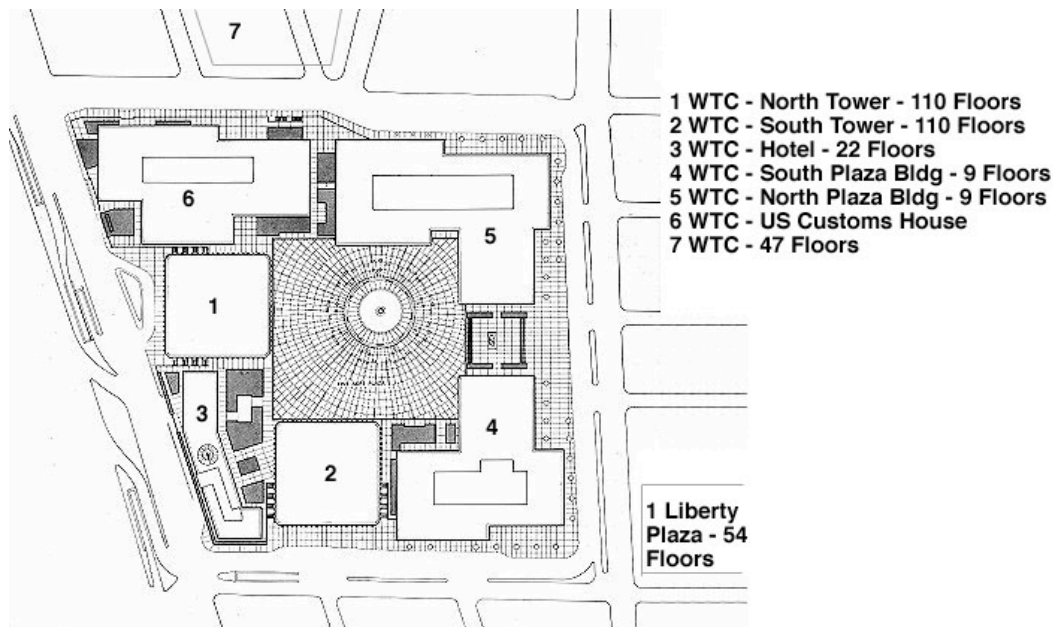 7
1 WTC - North Tower - 110 Floors
2 WTC - South Tower - 110 Floors
3 WTC - Hotel - 22 Floors
4 WTC - South Plaza Bldg - 9 Floors
5 WTC - North Plaza Bldg - 9 Floors
6 WTC - US Customs House
7 WTC - 47 Floors
6
5
1
3
4
2
1 Liberty
Plaza - 54
Floors